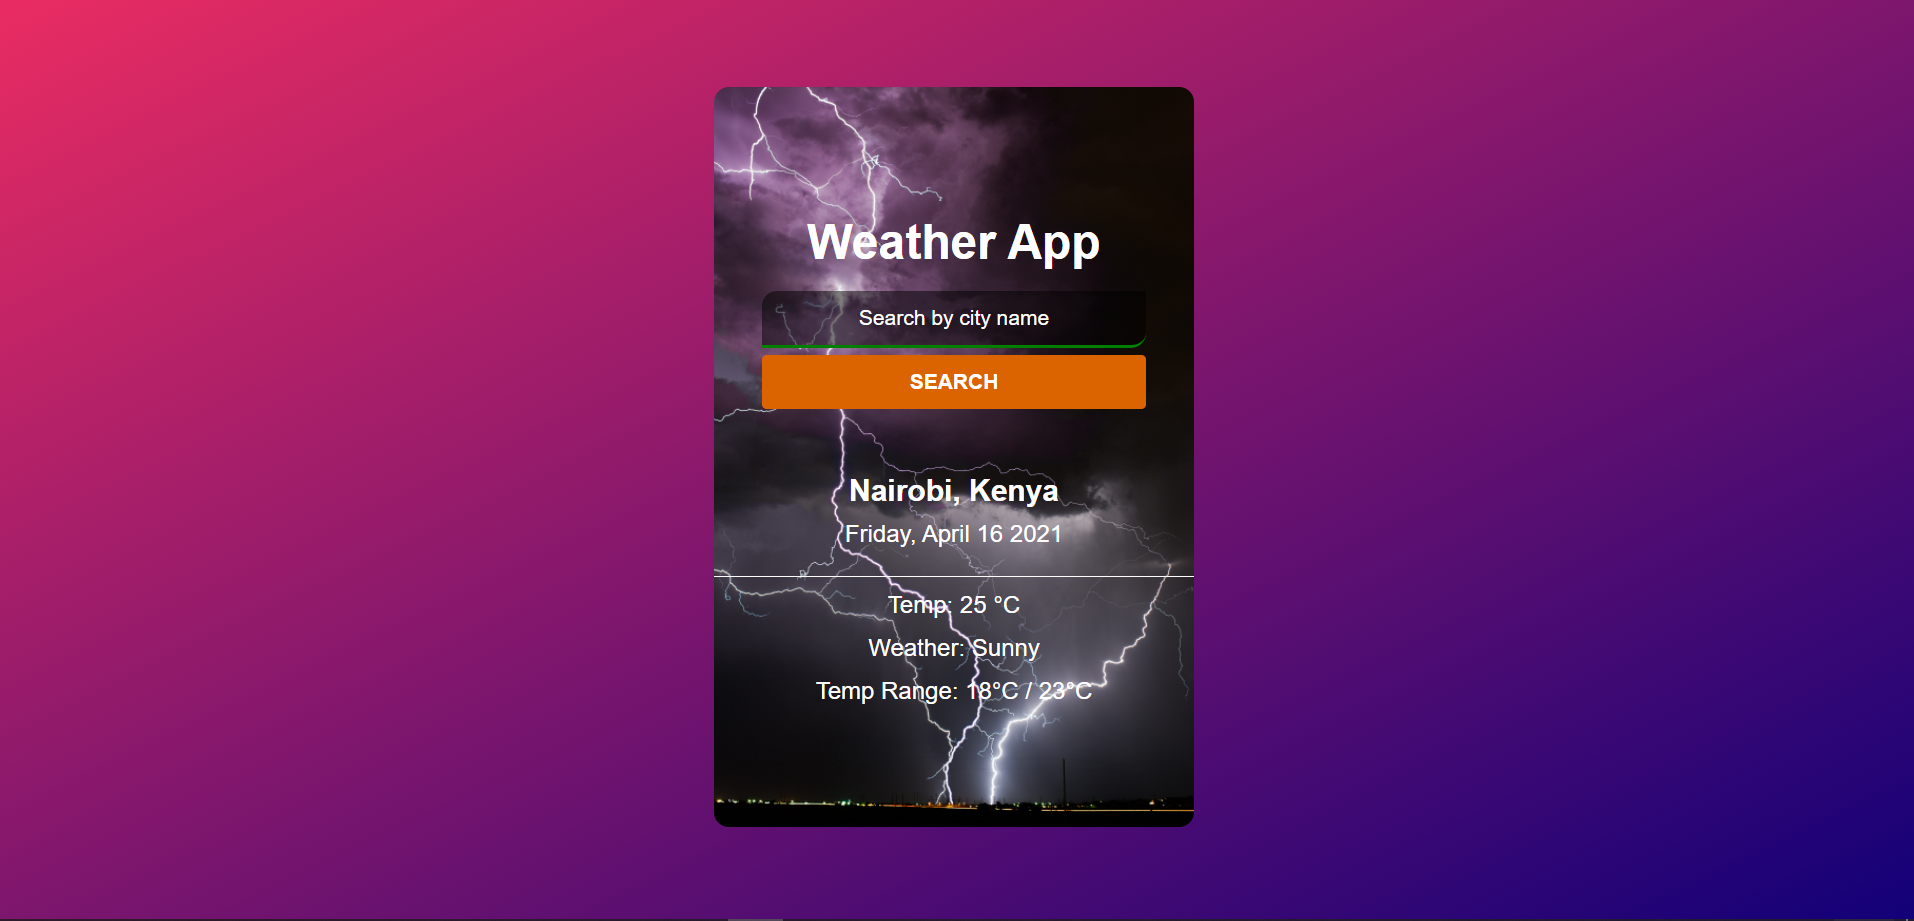 Weather App
Search by city name
SEARCH
Nairobi, Kenya
Friday, April 16 2021
Temp: 25 °C
Weather: Sunny
Temp Range: 18°C / 23°C